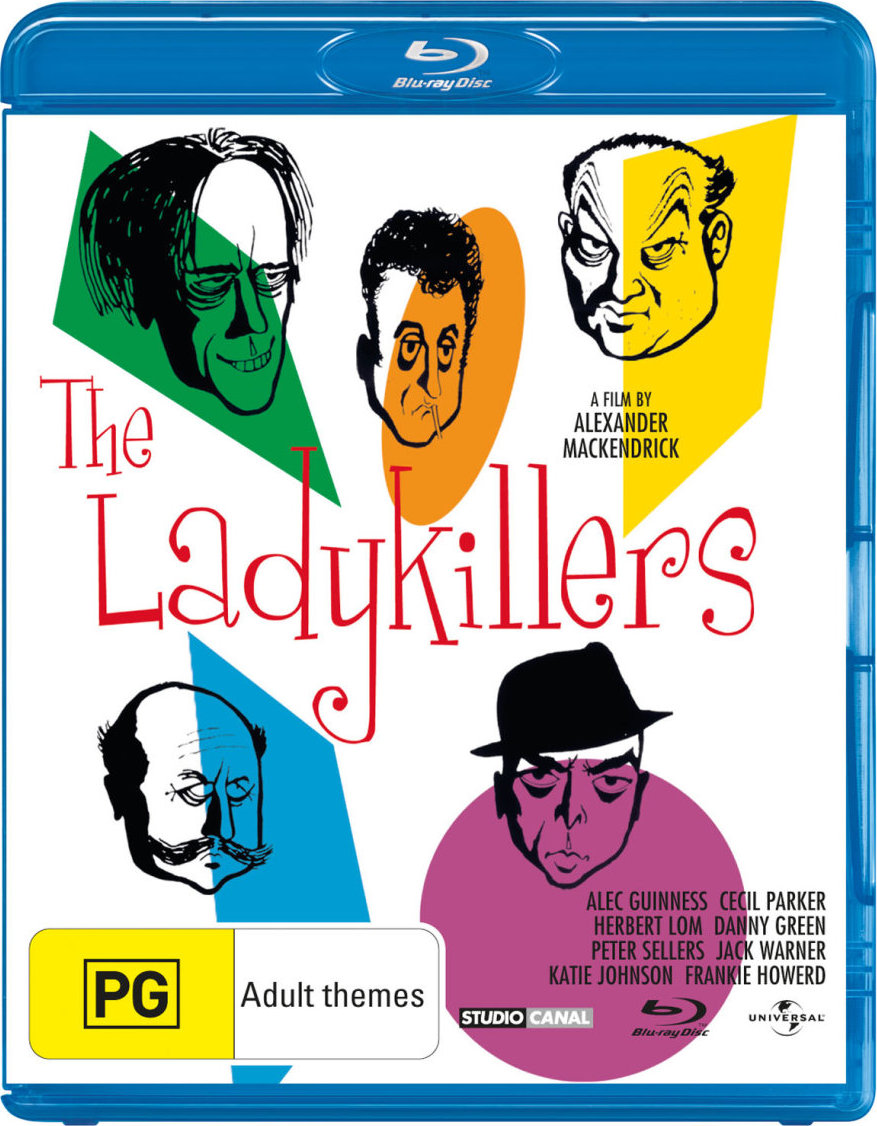 Blu-ray Disc
The
Ladykillers
A FILM BY
ALEXANDER
MACKENDRICK
ALEC GUINNESS CECIL PARKER
HERBERT LOM DANNY GREEN
PETER SELLERS JACK WARNER
KATIE JOHNSON FRANKIE HOWERD
PG
Adult themes
STUDIO CANAL
Blu-ray Disc™
UNIVERSAL